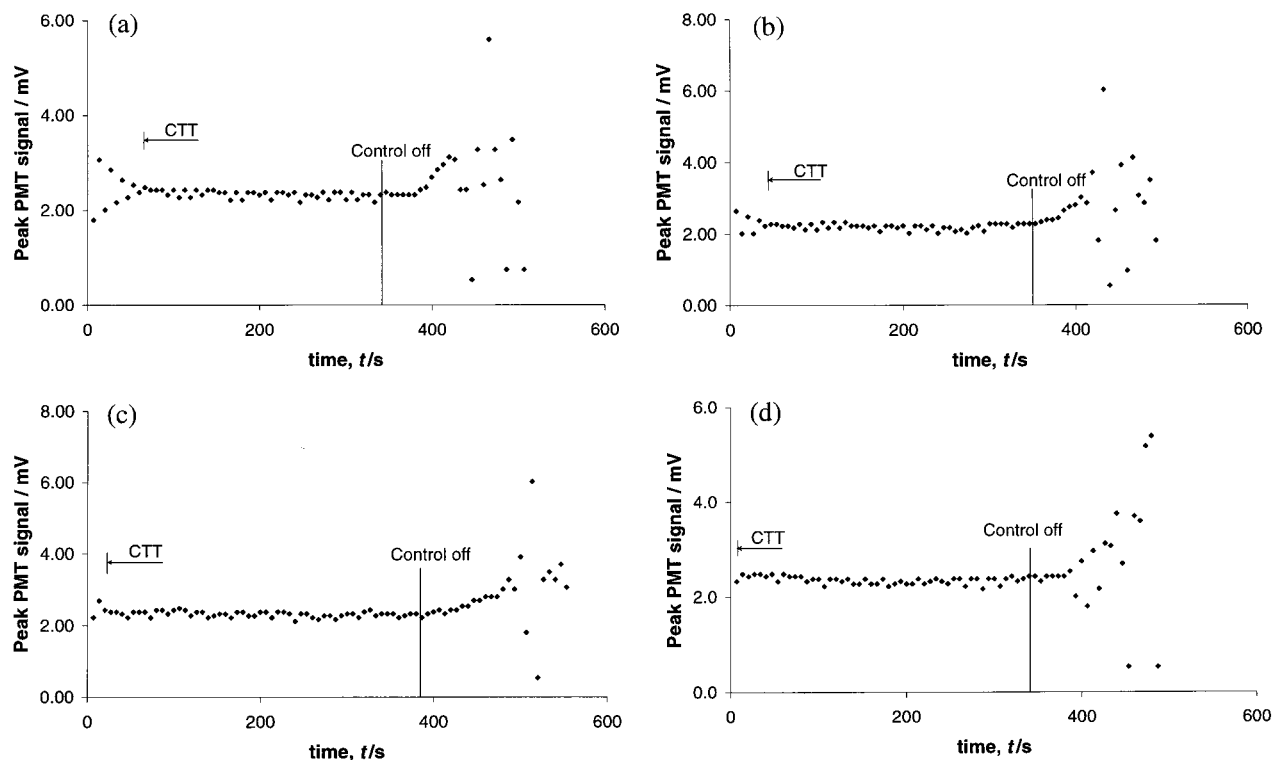 (a)
Peak PMT signal / mV
6.00
4.00
2.00
0.00
CTT
Control off
0
200
400
600
time, t/s
(b)
Peak PMT signal / mV
8.00
6.00
4.00
2.00
0.00
CTT
Control off
0
200
400
600
time, t/s
(c)
Peak PMT signal / mV
8.00
6.00
4.00
2.00
0.00
CTT
Control off
0
200
400
600
time, t/s
(d)
Peak PMT signal / mV
6.0
4.0
2.0
0.0
CTT
Control off
0
200
400
600
time, t/s